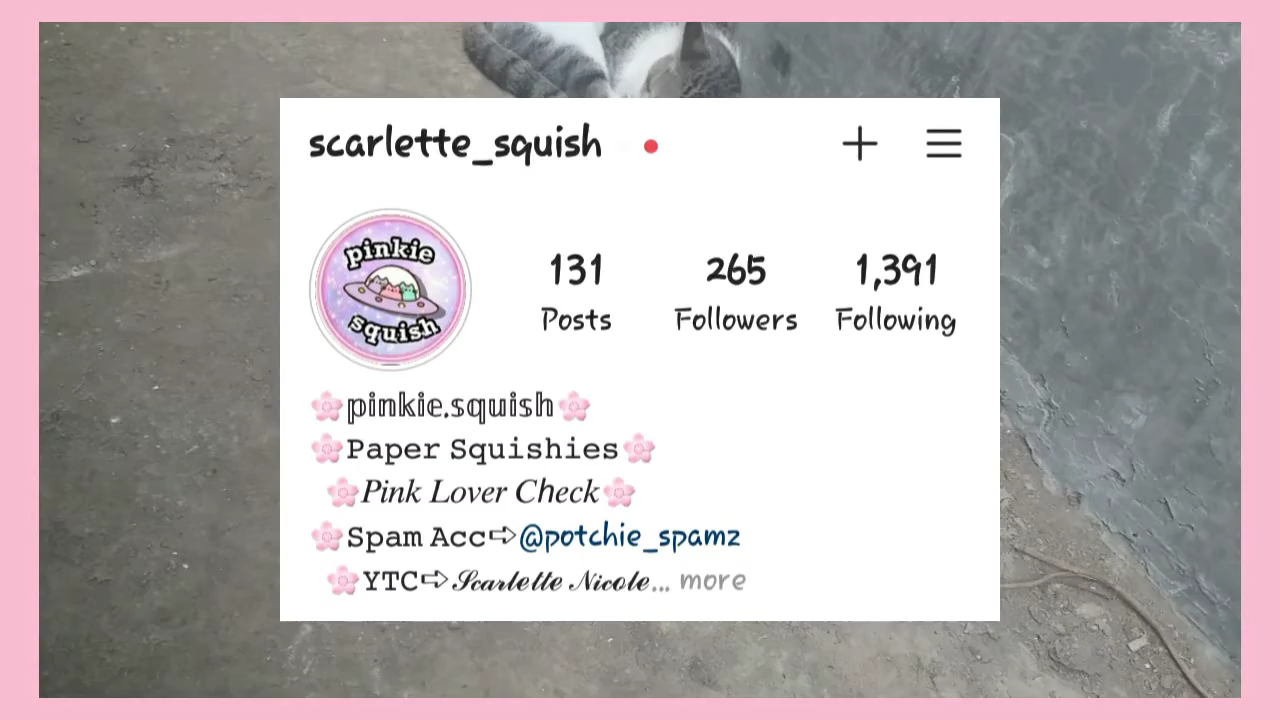 scarlette_squish
pinkie
squish
131 265 1,391
Posts Followers Following
🌸𝕡𝕚𝕟𝕜𝕚𝕖.𝕤𝕢𝕦𝕚𝕤𝕙🌸
🌸𝙿𝚊𝚙𝚎𝚛 𝚂𝚚𝚞𝚒𝚜𝚑𝚒𝚎𝚜🌸
🌸𝑃𝑖𝑛𝑘 𝐿𝑜𝑣𝑒𝑟 𝐶ℎ𝑒𝑐𝑘🌸
🌸𝚂𝚙𝚊𝚖 𝙰𝚌𝚌➪@potchie_spamz
🌸𝚈𝚃𝙲➪𝓢𝓬𝓪𝓻𝓵𝓮𝓽𝓽𝓮 𝓝𝓲𝓬𝓸𝓵𝓮... more